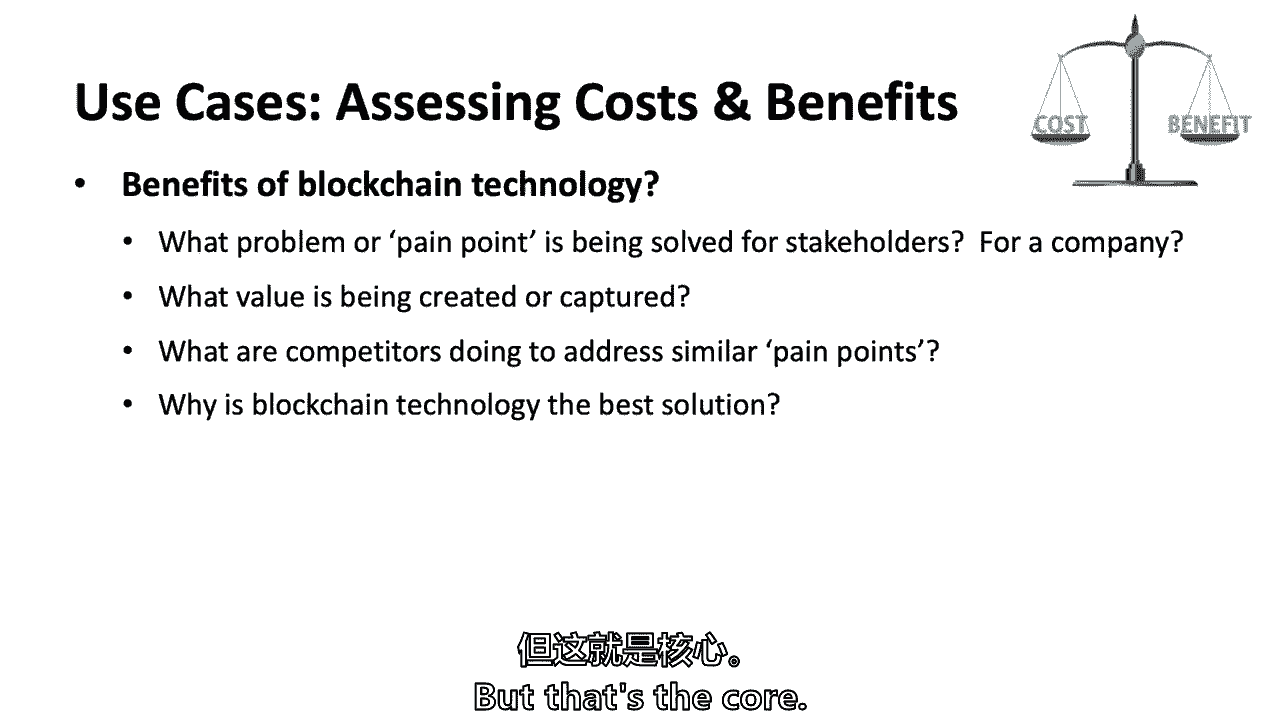 Use Cases: Assessing Costs & Benefits
COST
BENEFIT
• Benefits of blockchain technology?
• What problem or ‘pain point’ is being solved for stakeholders? For a company?
• What value is being created or captured?
• What are competitors doing to address similar ‘pain points’?
• Why is blockchain technology the best solution?
但这就是核心。
But that's the core.